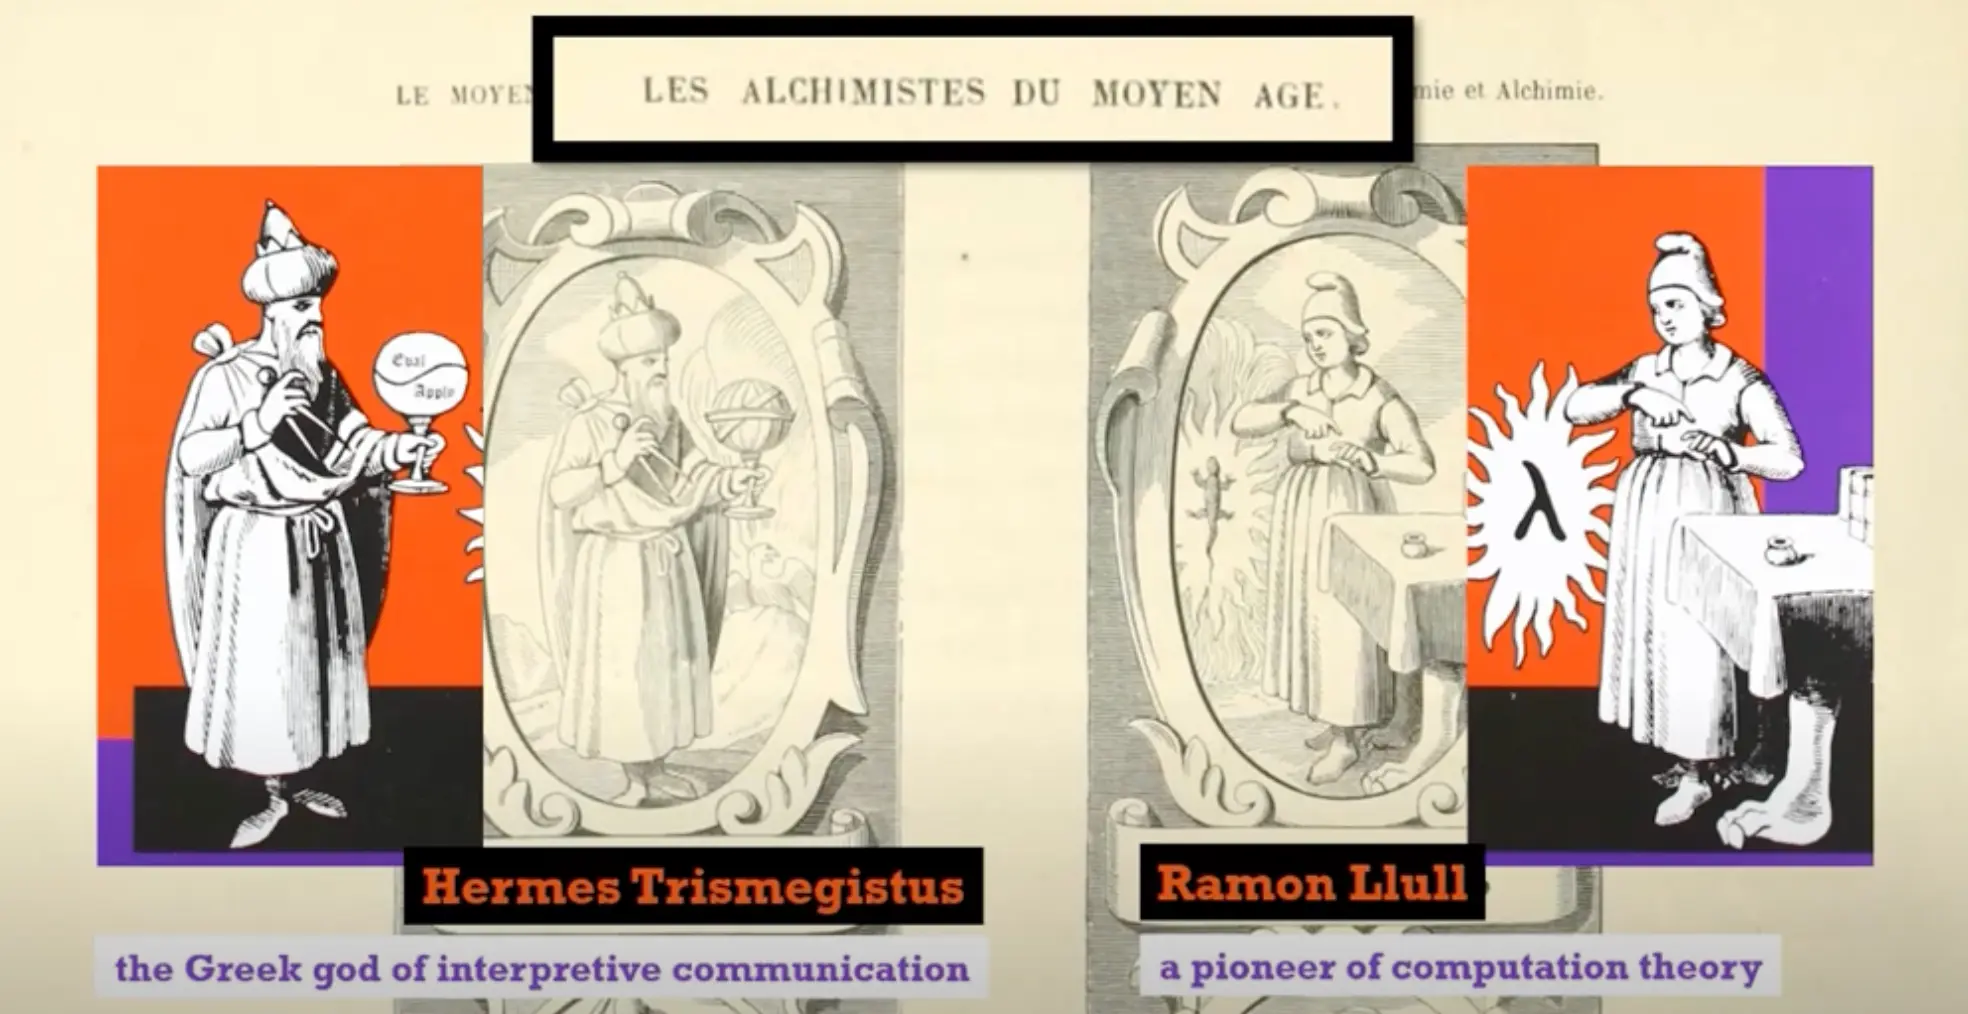 LE MOYEN
LES ALCHIMISTES DU MOYEN AGE.
mie et Alchimie.
Eval
Apply
λ
Hermes Trismegistus
Ramon Llull
the Greek god of interpretive communication
a pioneer of computation theory